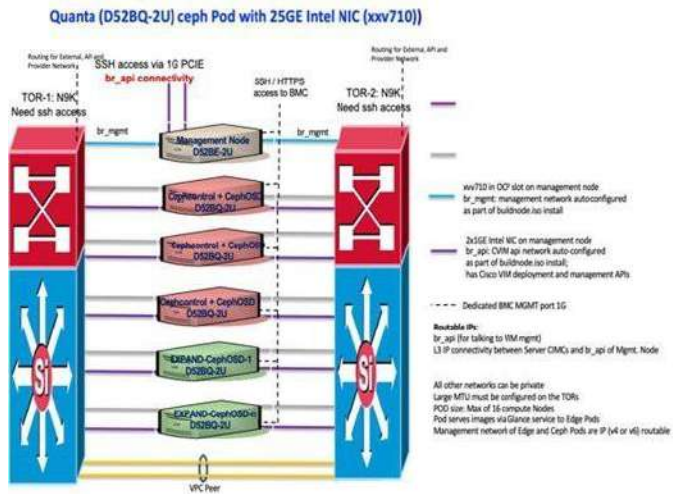 Quanta (D52BQ-2U) ceph Pod with 25GE Intel NIC (xxv710))
Routing for External, API and
Provider Network
SSH access via 1G PCIE
br_api connectivity
SSH / HTTPS
access to BMC
Routing for External, API and
Provider Network
TOR-1: N9K
Need ssh access
TOR-2: N9K
Need ssh access
br_mgmt
Management Node
D52BE-2U
br_mgmt
Cephcontrol + CephOSD
D52BQ-2U
Cephcontrol + CephOSD
D52BQ-2U
Cephcontrol + CephOSD
D52BQ-2U
EXPAND-CephOSD-1
D52BQ-2U
EXPAND-CephOSD-n
D52BQ-2U
Si
Si
VPC Peer
xxv710 in OCP slot on management node
br_mgmt: management network auto-configured
as part of buildnode.iso install
2x1GE Intel NIC on management node
br_api: CVIM api network auto-configured
as part of buildnode.iso install;
has Cisco VIM deployment and management APIs
Dedicated BMC MGMT port 1G
Routable IPs:
br_api (for talking to VIM mgmt)
L3 IP connectivity between Server CIMCs and br_api of Mgmt. Node
All other networks can be private
Large MTU must be configured on the TORs
POD size: Max of 16 compute Nodes
Pod serves images via Glance service to Edge Pods
Management network of Edge and Ceph Pods are IP (v4 or v6) routable